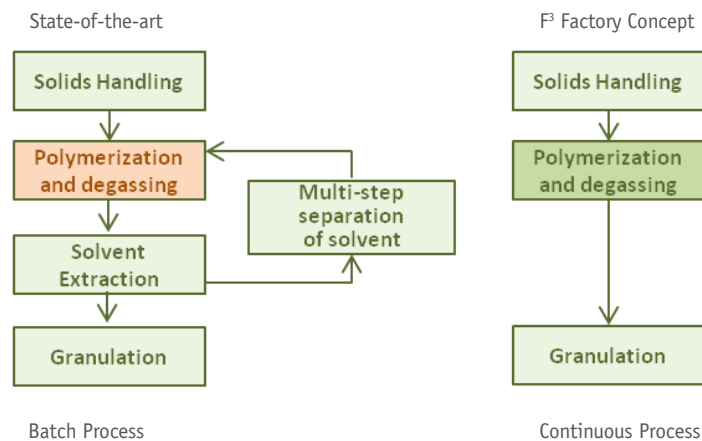 State-of-the-art
Solids Handling
Polymerization
and degassing
Multi-step
separation
of solvent
Solvent
Extraction
Granulation
Batch Process
F³ Factory Concept
Solids Handling
Polymerization
and degassing
Granulation
Continuous Process